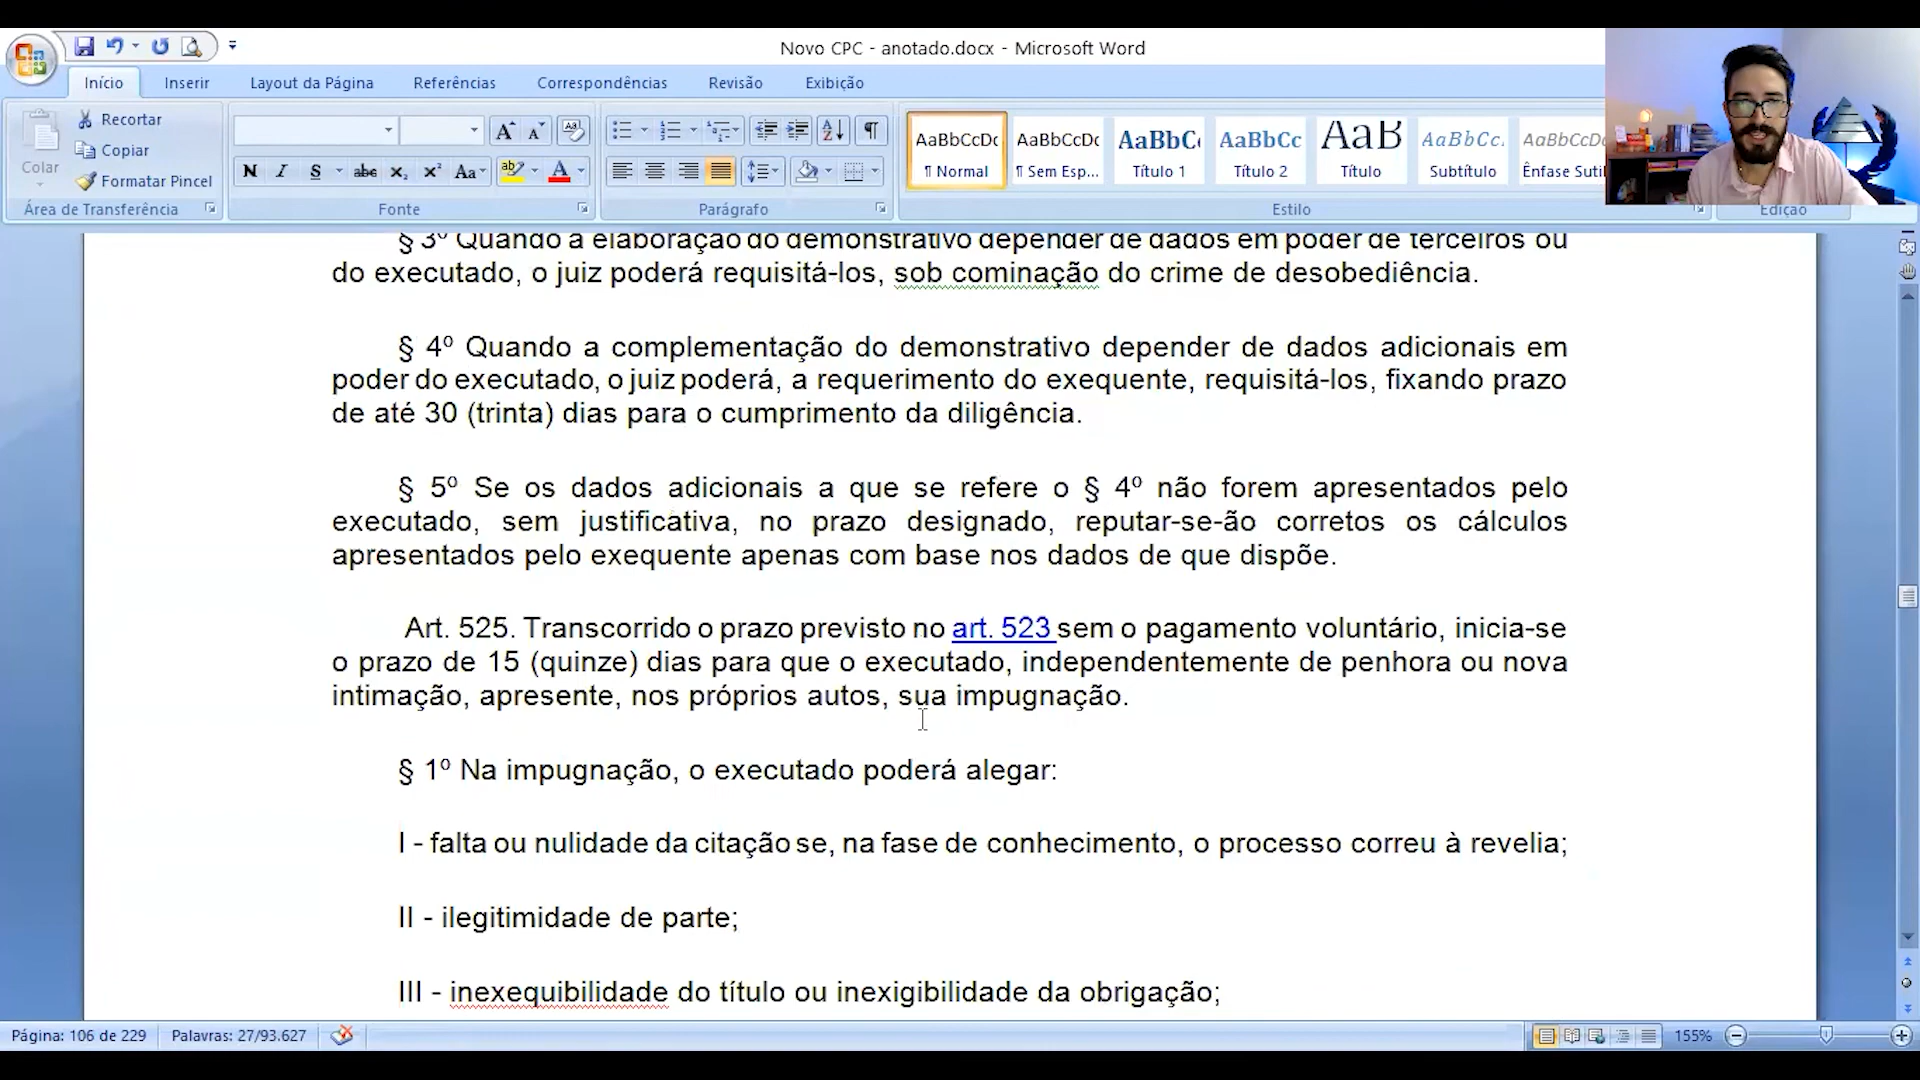 Novo CPC - anotado.docx - Microsoft Word
Início Inserir Layout da Página Referências Correspondências Revisão Exibição
Colar
Recortar
Copiar
Formatar Pincel
Área de Transferência
N I S abc x₂ x² Aa ab A
Fonte
Parágrafo
AaBbCcDc AaBbCcDc AaBbC AaBbCc AaB AaBbCc. AaBbCcDc
¶ Normal ¶ Sem Esp... Título 1 Título 2 Título Subtítulo Ênfase Sutil
Estilo
Edição
§ 3º Quando a elaboração do demonstrativo depender de dados em poder de terceiros ou
do executado, o juiz poderá requisitá-los, sob cominação do crime de desobediência.
§ 4º Quando a complementação do demonstrativo depender de dados adicionais em
poder do executado, o juiz poderá, a requerimento do exequente, requisitá-los, fixando prazo
de até 30 (trinta) dias para o cumprimento da diligência.
§ 5º Se os dados adicionais a que se refere o § 4º não forem apresentados pelo
executado, sem justificativa, no prazo designado, reputar-se-ão corretos os cálculos
apresentados pelo exequente apenas com base nos dados de que dispõe.
Art. 525. Transcorrido o prazo previsto no art. 523 sem o pagamento voluntário, inicia-se
o prazo de 15 (quinze) dias para que o executado, independentemente de penhora ou nova
intimação, apresente, nos próprios autos, sua impugnação.
§ 1º Na impugnação, o executado poderá alegar:
I - falta ou nulidade da citação se, na fase de conhecimento, o processo correu à revelia;
II - ilegitimidade de parte;
III - inexequibilidade do título ou inexigibilidade da obrigação;
Página: 106 de 229 Palavras: 27/93.627 155%